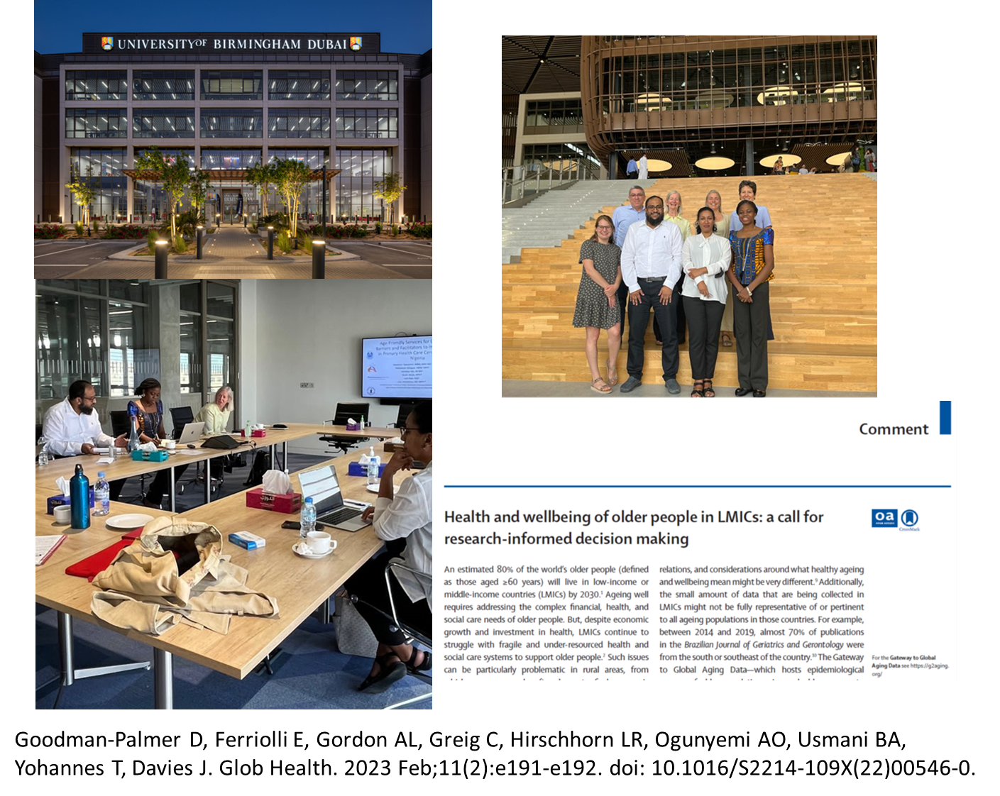 UNIVERSITY OF BIRMINGHAM DUBAI
Age-Friendly Services for
Barriers and Facilitators to
in Primary Health Care Cen
Nigeria
Comment
Health and wellbeing of older people in LMICs: a call for
research-informed decision making
oa
OPEN ACCESS
CrossMark
An estimated 80% of the world's older people (defined
as those aged ≥60 years) will live in low-income or
middle-income countries (LMICs) by 2030.¹ Ageing well
requires addressing the complex financial, health, and
social care needs of older people. But, despite economic
growth and investment in health, LMICs continue to
struggle with fragile and under-resourced health and
social care systems to support older people.² Such issues
can be particularly problematic in rural areas, from
relations, and considerations around what healthy ageing
and wellbeing mean might be very different.⁹ Additionally,
the small amount of data that are being collected in
LMICs might not be fully representative of or pertinent
to all ageing populations in those countries. For example,
between 2014 and 2019, almost 70% of publications
in the Brazilian Journal of Geriatrics and Gerontology were
from the south or southeast of the country.¹⁰ The Gateway
to Global Aging Data—which hosts epidemiological
For the Gateway to Global
Aging Data see https://g2aging.
org/
Goodman-Palmer D, Ferriolli E, Gordon AL, Greig C, Hirschhorn LR, Ogunyemi AO, Usmani BA,
Yohannes T, Davies J. Glob Health. 2023 Feb;11(2):e191-e192. doi: 10.1016/S2214-109X(22)00546-0.